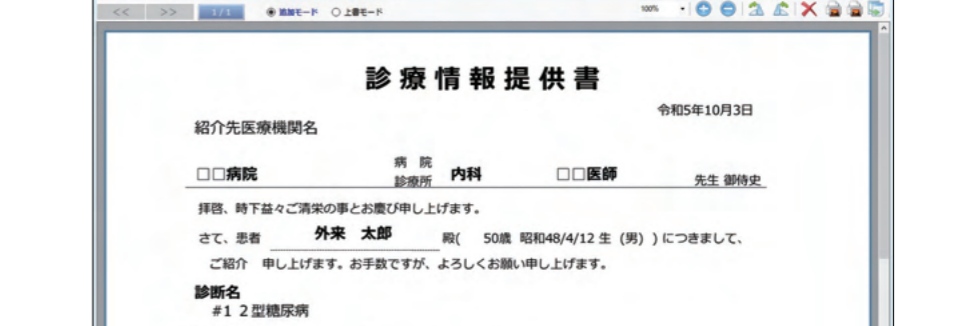 << >> 1/1 追加モード 上書モード 100%
診療情報提供書
令和5年10月3日
紹介先医療機関名
病 院
□□病院 診療所 内科 □□医師 先生 御侍史
拝啓、時下益々ご清栄の事とお慶び申し上げます。
さて、患者 外来 太郎 殿( 50歳 昭和48/4/12 生 (男) ) につきまして、
ご紹介 申し上げます。お手数ですが、よろしくお願い申し上げます。
診断名
#1 2型糖尿病